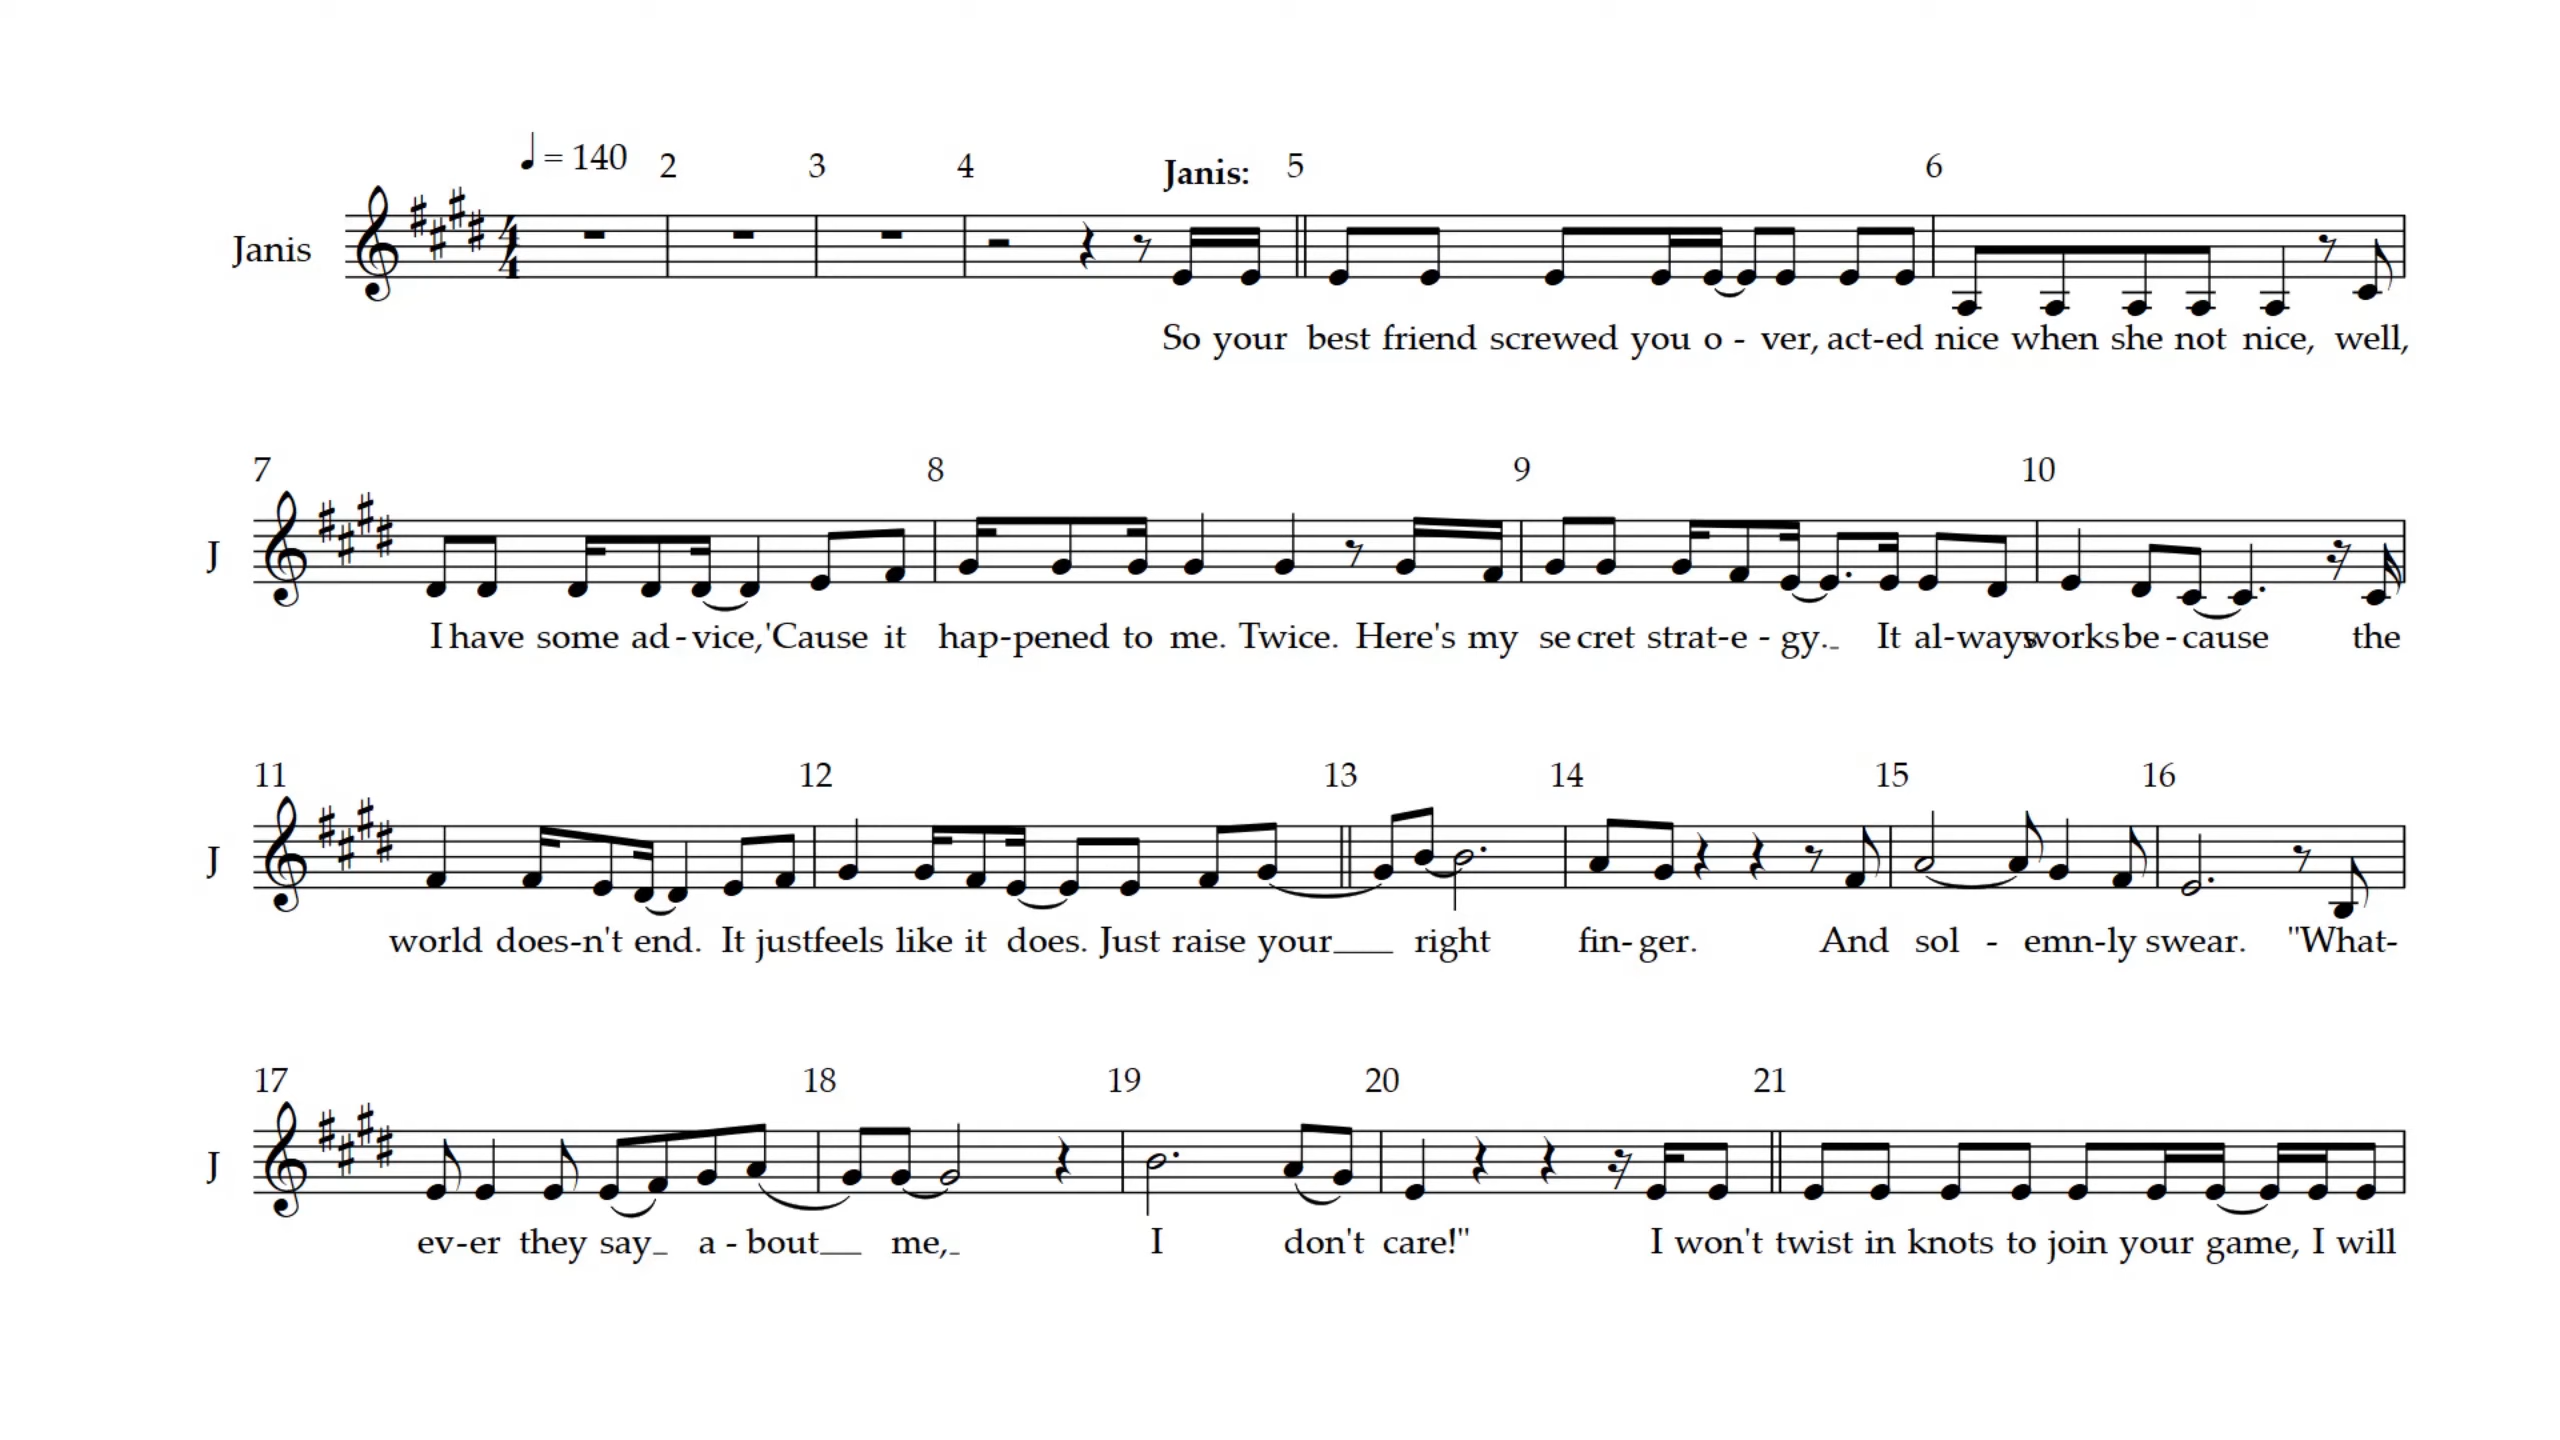 ♩ = 140 2 3 4 Janis: 5 6
Janis
So your best friend screwed you o - ver, act-ed nice when she not nice, well,
7 8 9 10
J
I have some ad - vice, 'Cause it hap-pened to me. Twice. Here's my se cret strat-e - gy._ It al-ways works be - cause the
11 12 13 14 15 16
J
world does-n't end. It just feels like it does. Just raise your___ right fin- ger. And sol - emn-ly swear. "What-
17 18 19 20 21
J
ev-er they say_ a - bout__ me,_ I don't care!" I won't twist in knots to join your game, I will